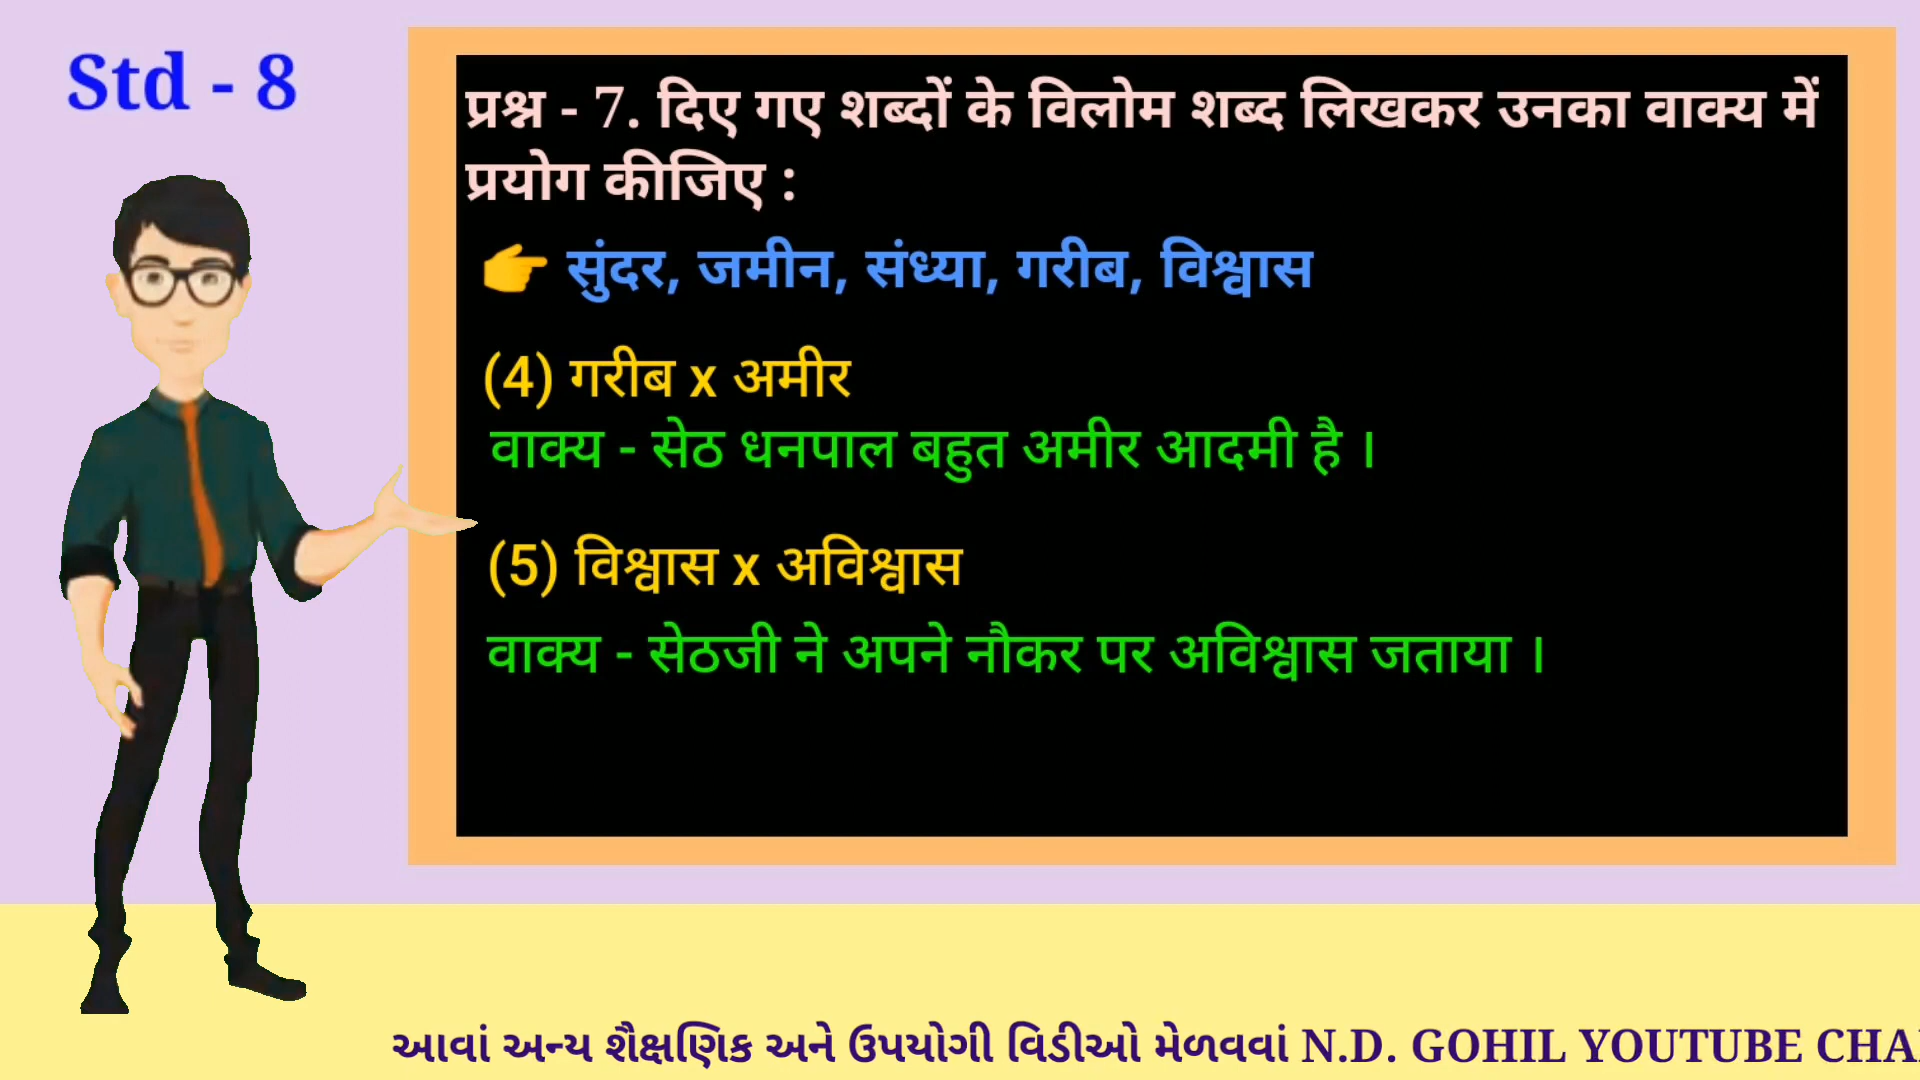 Std - 8
प्रश्न - 7. दिए गए शब्दों के विलोम शब्द लिखकर उनका वाक्य में
प्रयोग कीजिए :
👉 सुंदर, जमीन, संध्या, गरीब, विश्वास
(4) गरीब x अमीर
वाक्य - सेठ धनपाल बहुत अमीर आदमी है ।
(5) विश्वास x अविश्वास
वाक्य - सेठजी ने अपने नौकर पर अविश्वास जताया ।
આવાં અન્ય શૈક્ષણિક અને ઉપયોગી વિડીઓ મેળવવાં N.D. GOHIL YOUTUBE